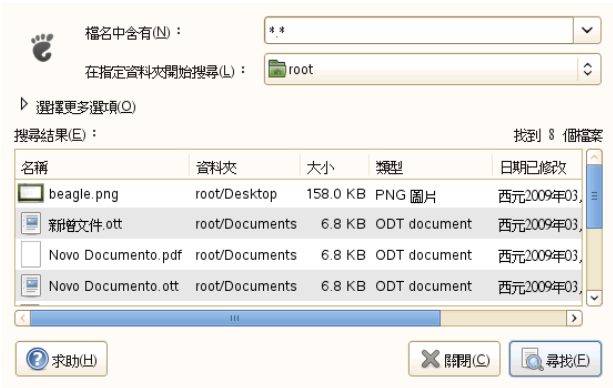 檔名中含有(N)：
*.*
在指定資料夾開始搜尋(L)：
root
選擇更多選項(O)
搜尋結果(E)：
找到 8 個檔案
名稱 資料夾 大小 類型 日期已修改
beagle.png root/Desktop 158.0 KB PNG 圖片 西元2009年03,
新增文件.ott root/Documents 6.8 KB ODT document 西元2009年03,
Novo Documento.pdf root/Documents 6.8 KB ODT document 西元2009年03,
Novo Documento.ott root/Documents 6.8 KB ODT document 西元2009年03,
求助(H)
關閉(C)
尋找(F)